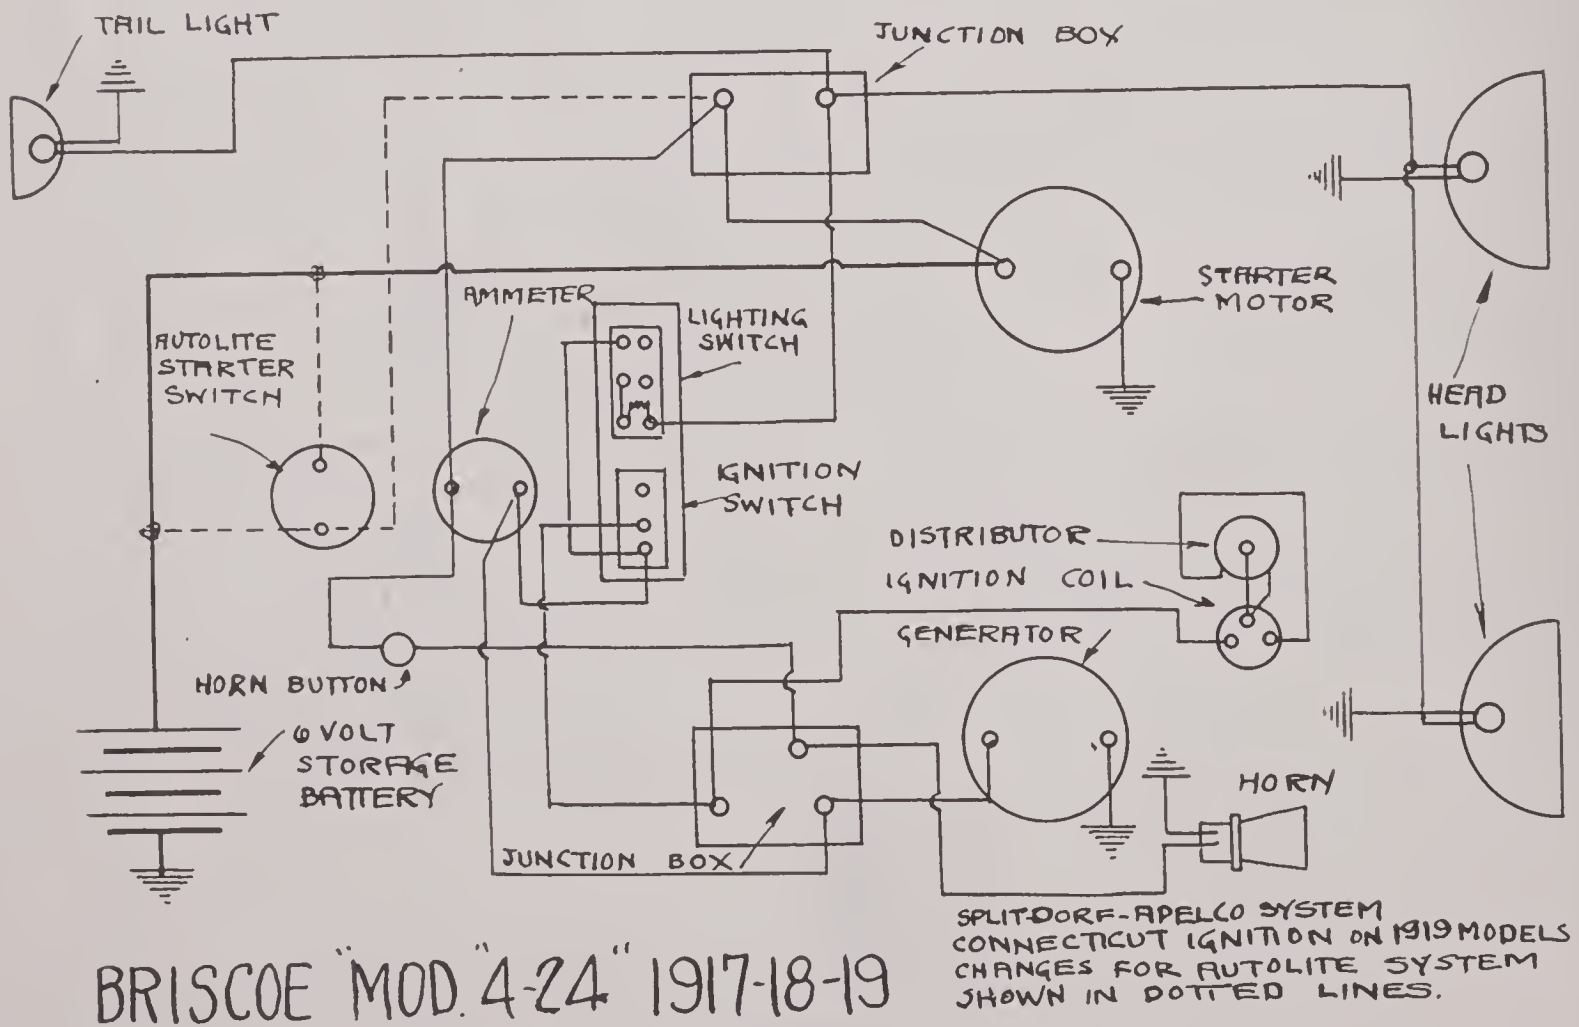 TAIL LIGHT
JUNCTION BOX
STARTER
MOTOR
AMMETER
LIGHTING
SWITCH
AUTOLITE
STARTER
SWITCH
HEAD
LIGHTS
IGNITION
SWITCH
DISTRIBUTOR
IGNITION COIL
GENERATOR
HORN BUTTON
6 VOLT
STORAGE
BATTERY
HORN
JUNCTION BOX
SPLITDORF-APELCO SYSTEM
CONNECTICUT IGNITION ON 1919 MODELS
CHANGES FOR AUTOLITE SYSTEM
SHOWN IN DOTTED LINES.
BRISCOE "MOD. "4-24" 1917-18-19